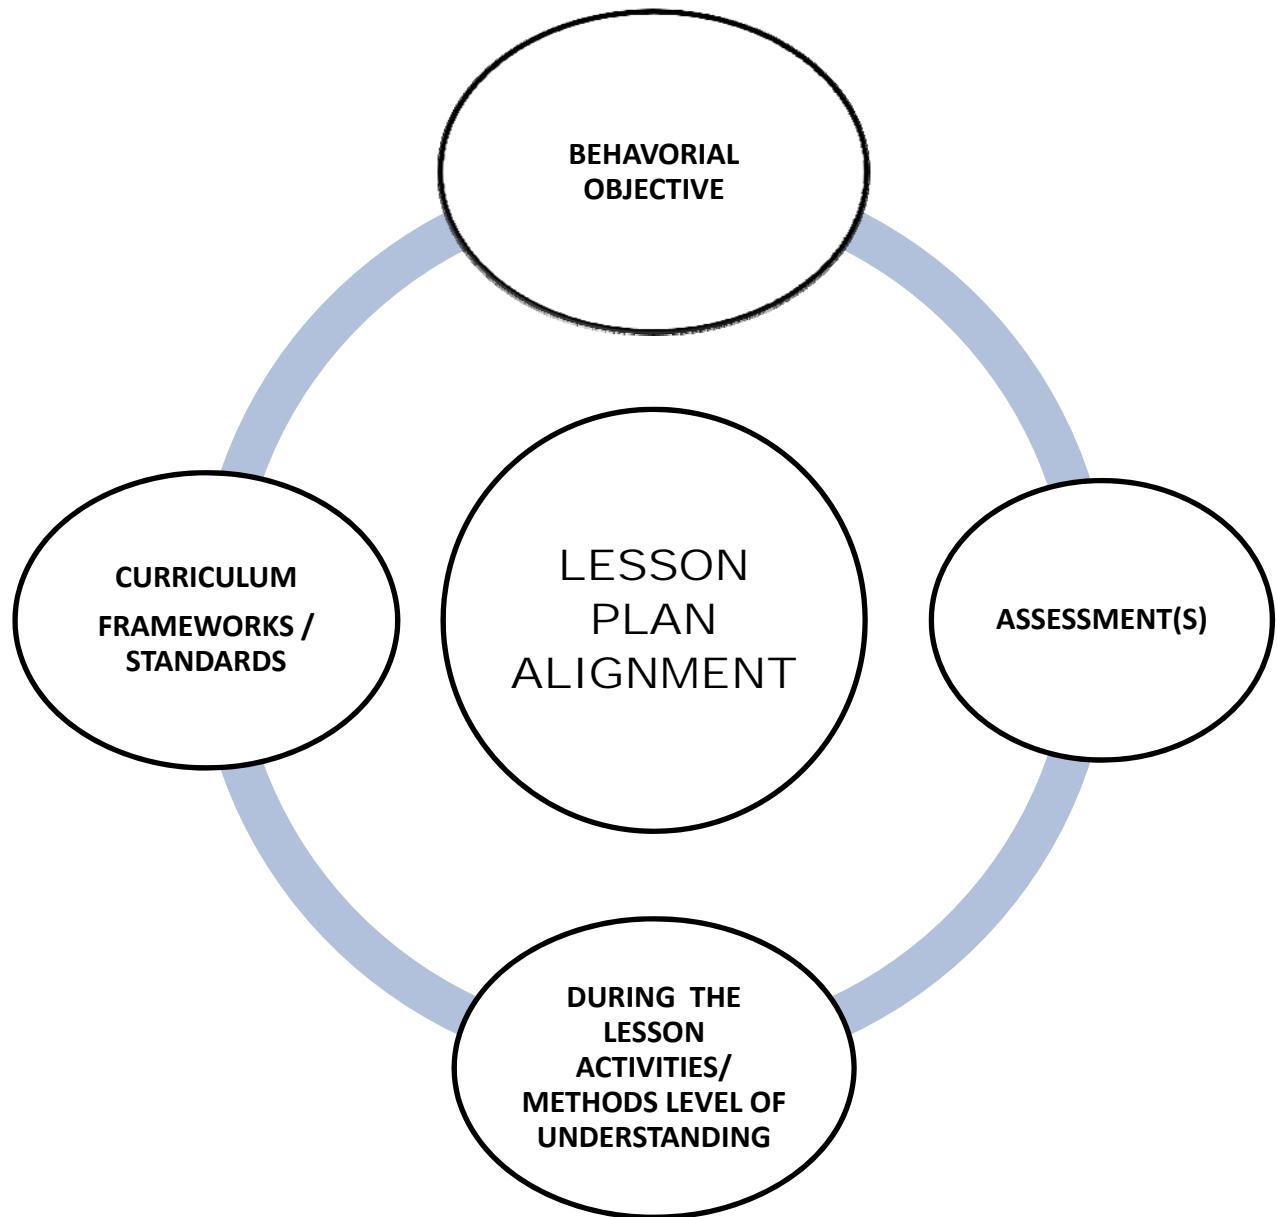 BEHAVORIAL
OBJECTIVE
CURRICULUM
FRAMEWORKS /
STANDARDS
LESSON
PLAN
ALIGNMENT
ASSESSMENT(S)
DURING THE
LESSON
ACTIVITIES/
METHODS LEVEL OF
UNDERSTANDING